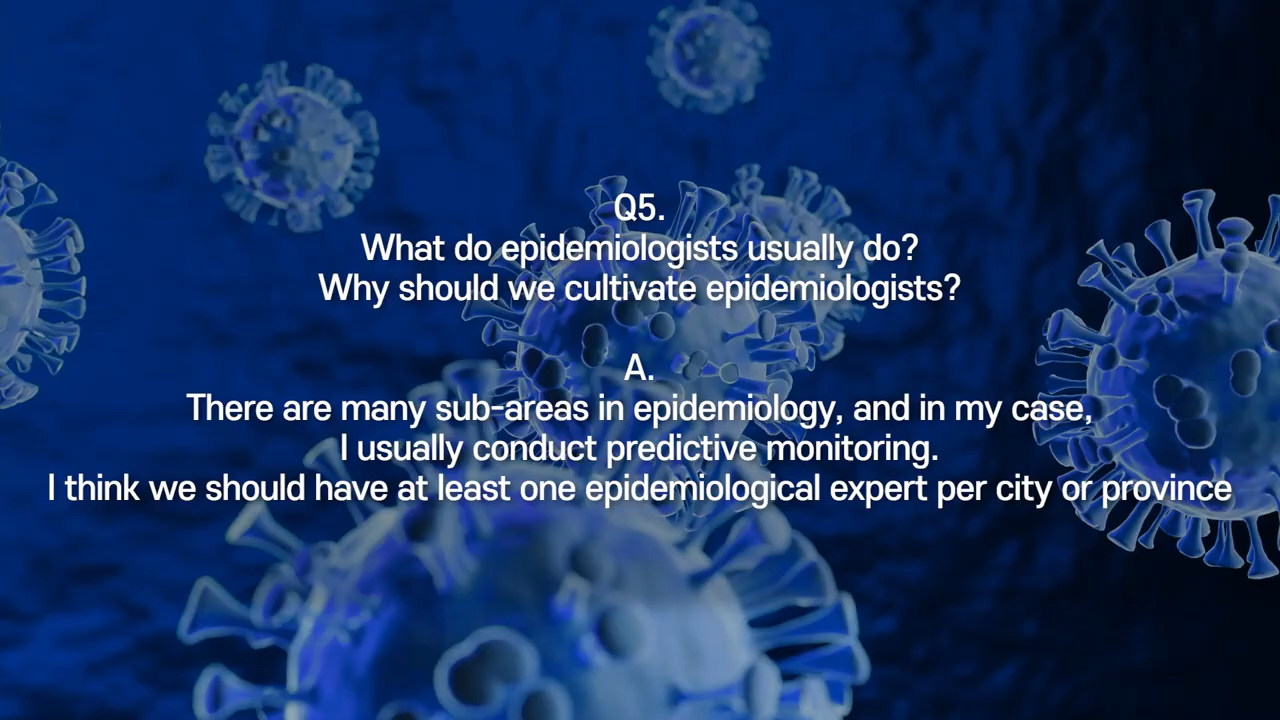 Q5.
What do epidemiologists usually do?
Why should we cultivate epidemiologists?
A.
There are many sub-areas in epidemiology, and in my case,
I usually conduct predictive monitoring.
I think we should have at least one epidemiological expert per city or province